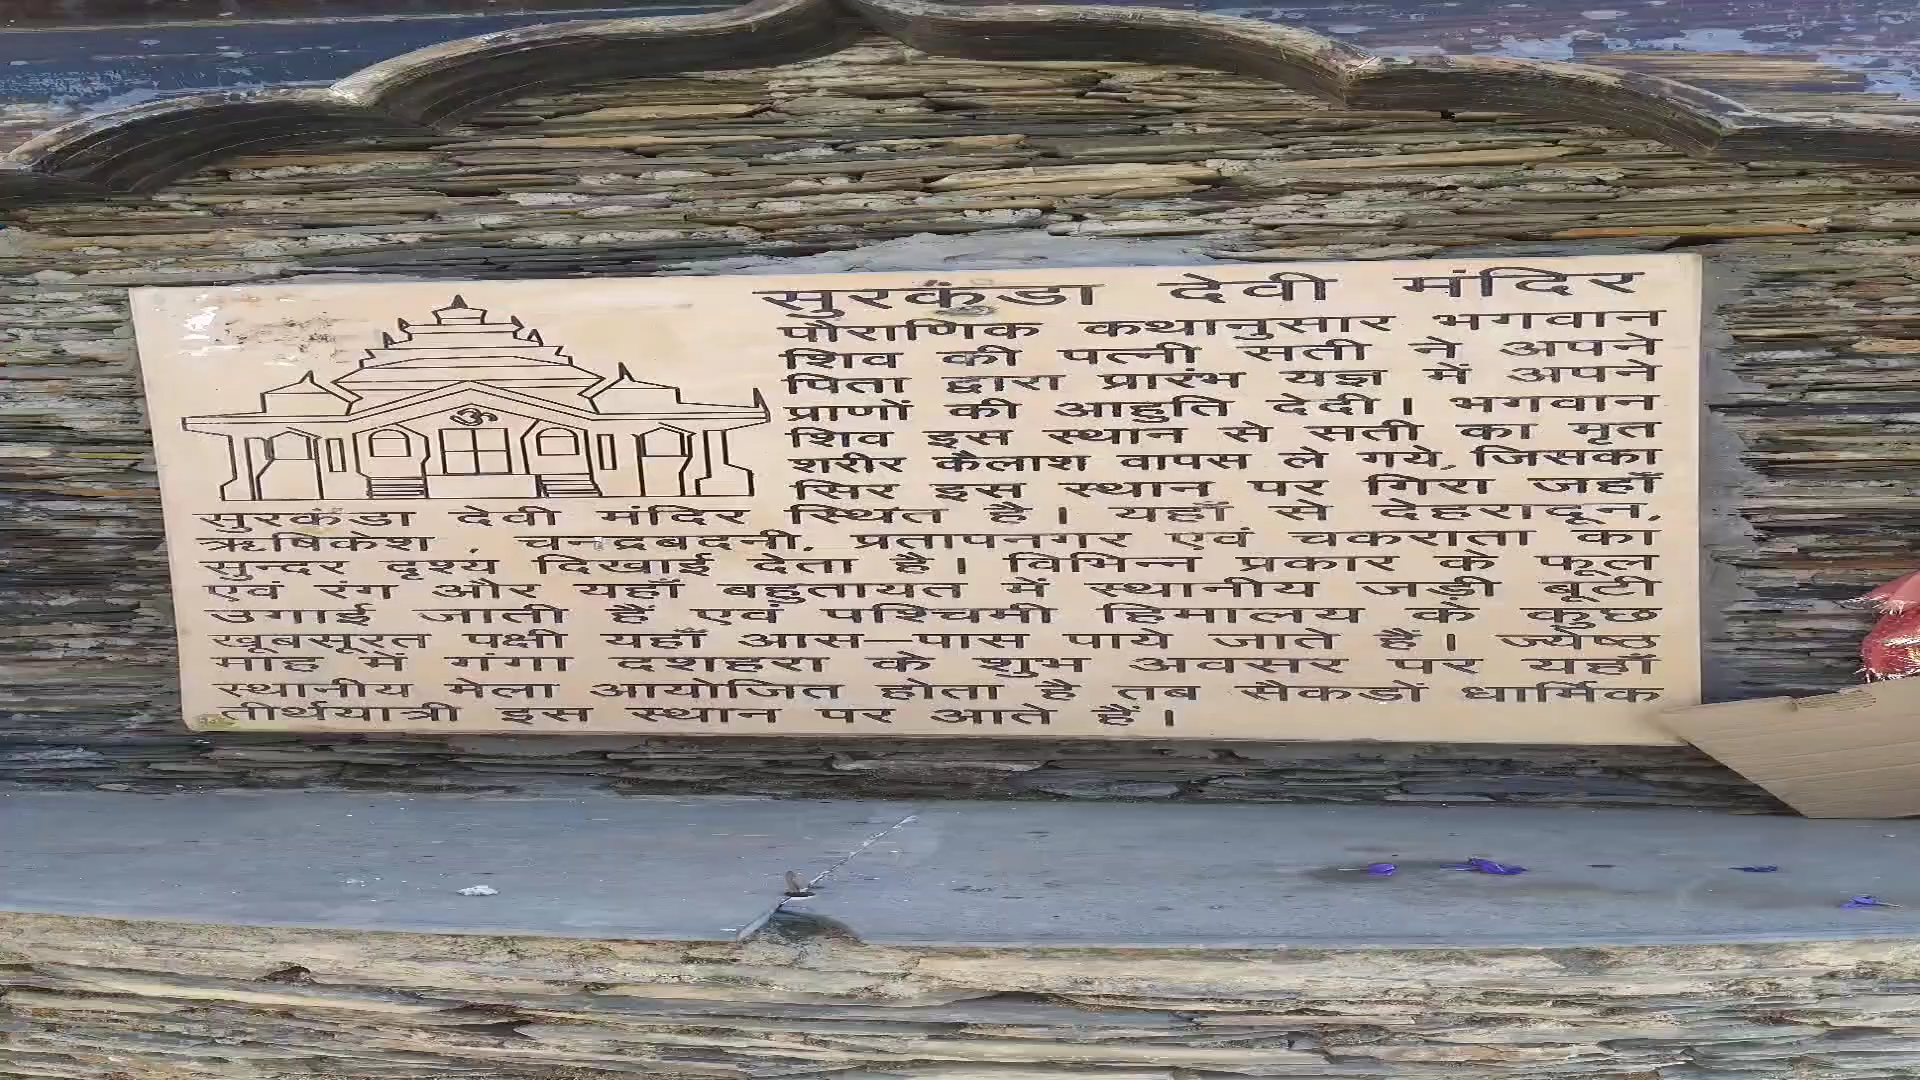 सुरकंडा देवी मंदिर
पौराणिक कथानुसार भगवान
शिव की पत्नी सती ने अपने
पिता द्वारा प्रारंभ यज्ञ में अपने
प्राणों की आहुति देदी। भगवान
शिव इस स्थान से सती का मृत
शरीर कैलाश वापस ले गये, जिसका
सिर इस स्थान पर गिरा जहाँ
सुरकंडा देवी मंदिर स्थित है। यहाँ से देहरादून,
ऋषिकेश , चन्द्रबदनी, प्रतापनगर एवं चकराता का
सुन्दर दृश्य दिखाई देता है। विभिन्न प्रकार के फूल
एवं रंग और यहाँ बहुतायत में स्थानीय जड़ी बूटी
उगाई जाती हैं एवं पश्चिमी हिमालय के कुछ
खूबसूरत पक्षी यहाँ आस–पास पाये जाते हैं। ज्येष्ठ
माह में गंगा दशहरा के शुभ अवसर पर यहाँ
स्थानीय मेला आयोजित होता है तब सैकडों धार्मिक
तीर्थयात्री इस स्थान पर आते हैं।
ॐ